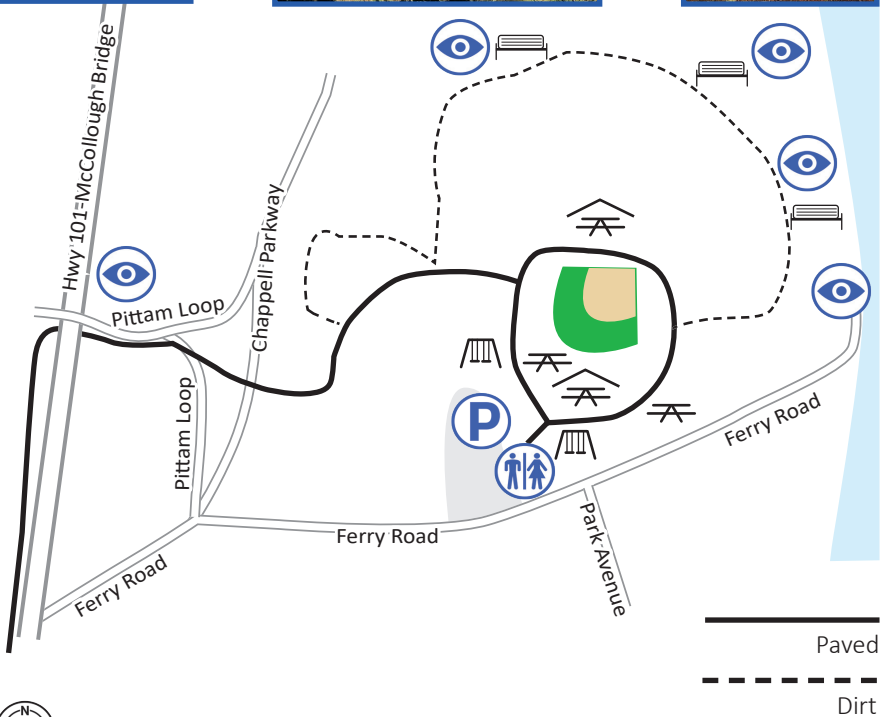 Hwy 101-McCollough Bridge
Chappell Parkway
Pittam Loop
Pittam Loop
P
Ferry Road
Ferry Road
Ferry Road
Park Avenue
Paved
Dirt
N